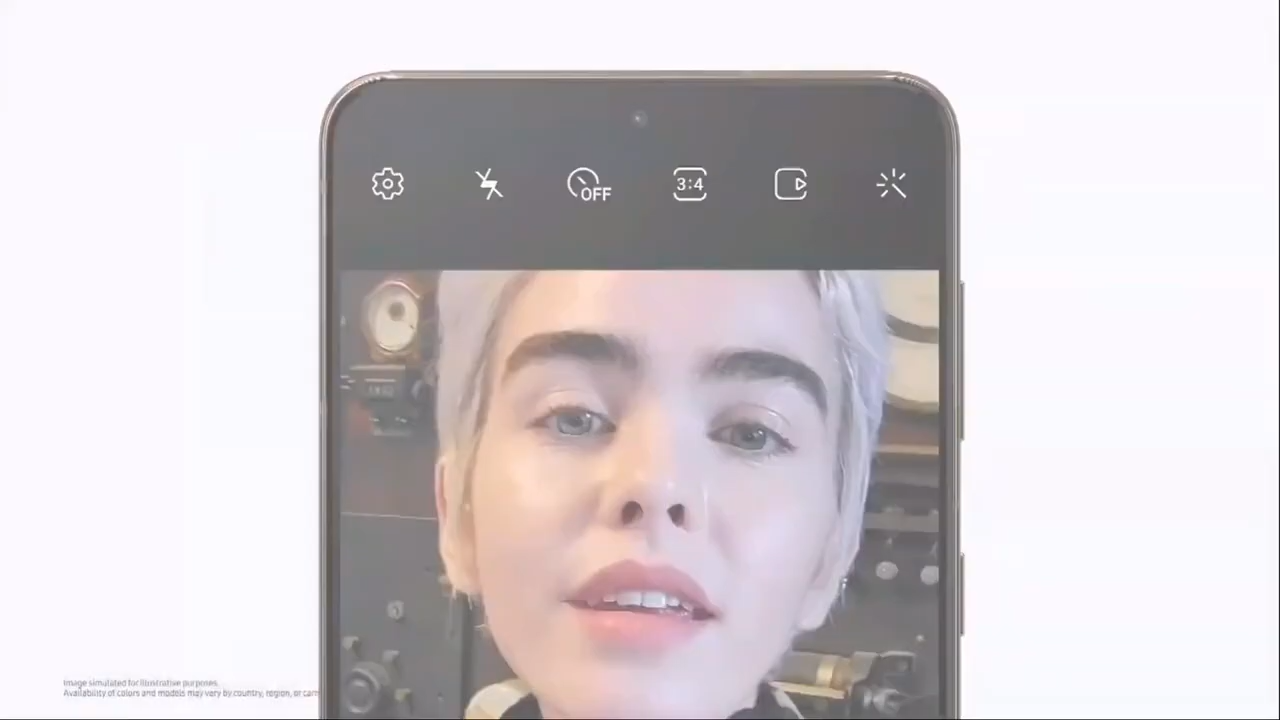 OFF
3:4
Image simulated for illustrative purposes.
Availability of colors and models may vary by country, region, or